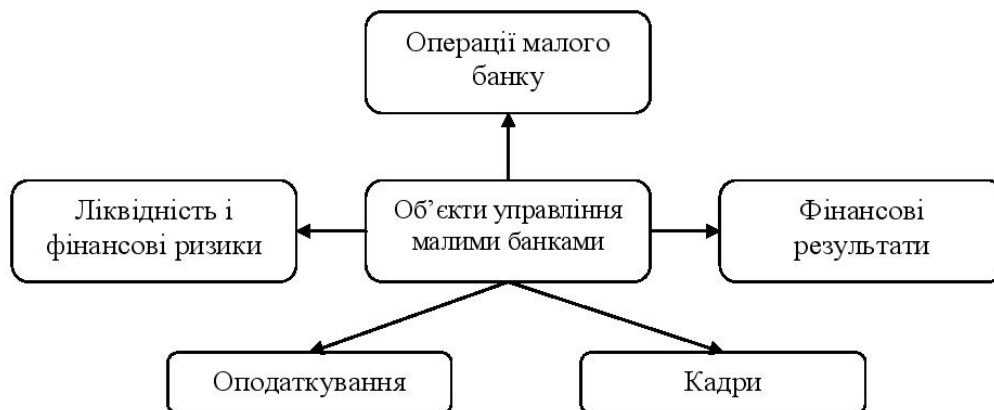 Операції малого
банку
Ліквідність і
фінансові ризики
Об’єкти управління
малими банками
Фінансові
результати
Оподаткування
Кадри